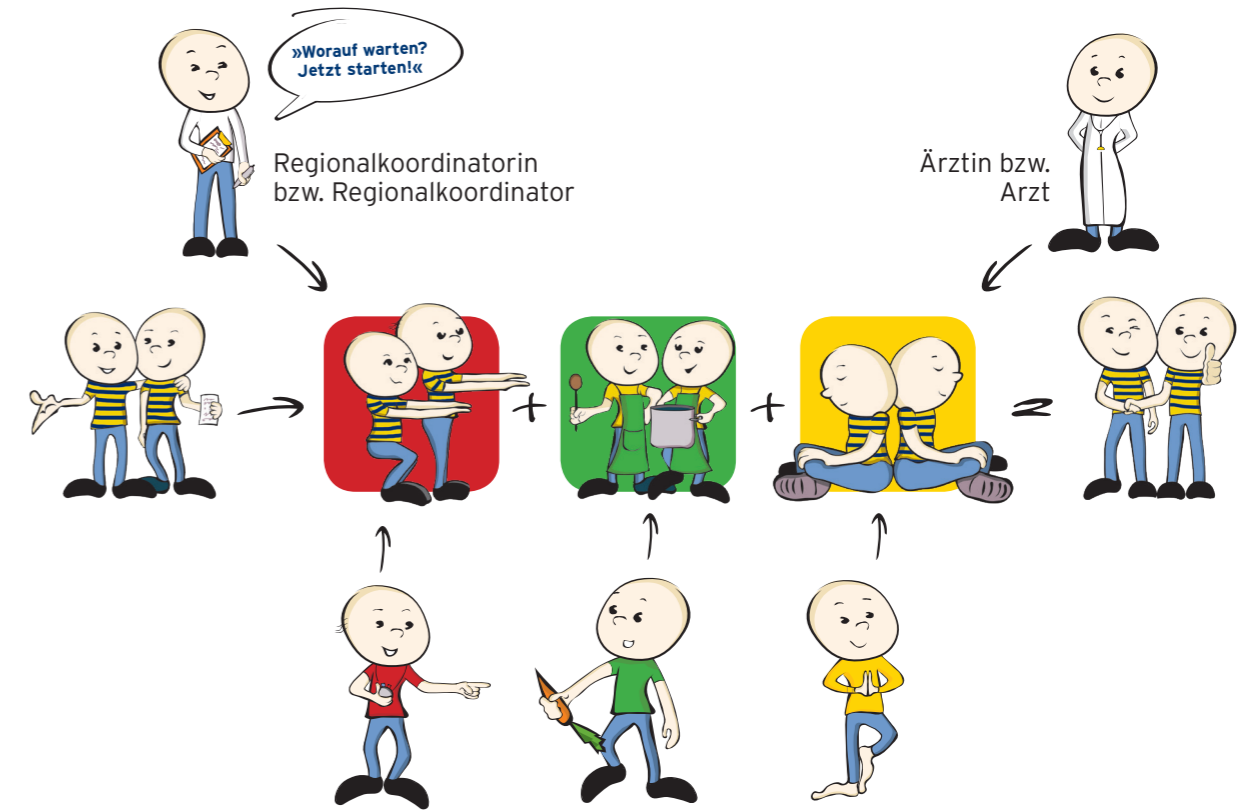 »Worauf warten?
Jetzt starten!«
Regionalkoordinatorin
bzw. Regionalkoordinator
Ärztin bzw.
Arzt
+
+
=